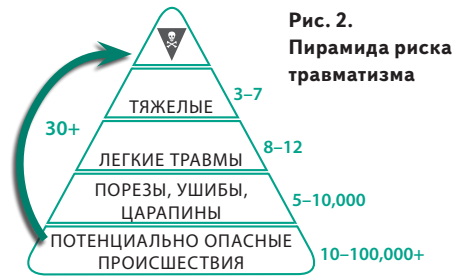 Рис. 2.
Пирамида риска
травматизма
ТЯЖЕЛЫЕ
3–7
30+
ЛЕГКИЕ ТРАВМЫ
8–12
ПОРЕЗЫ, УШИБЫ,
ЦАРАПИНЫ
5–10,000
ПОТЕНЦИАЛЬНО ОПАСНЫЕ
ПРОИСШЕСТВИЯ
10–100,000+